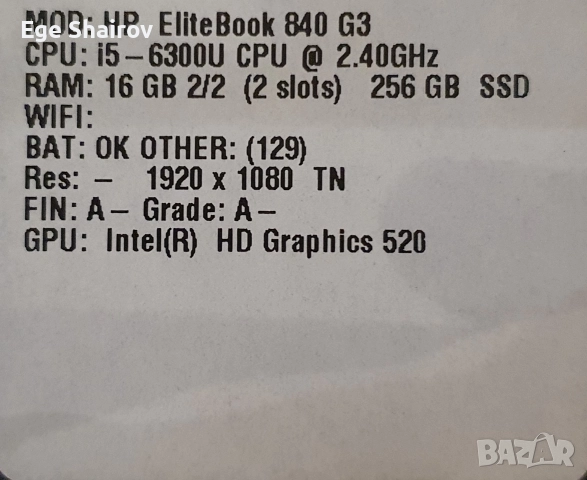 Ege Shairov
MOD: HP EliteBook 840 G3
CPU: i5-6300U CPU @ 2.40GHz
RAM: 16 GB 2/2 (2 slots) 256 GB SSD
WIFI:
BAT: OK OTHER: (129)
Res: - 1920 x 1080 TN
FIN: A- Grade: A-
GPU: Intel(R) HD Graphics 520
BAZAR